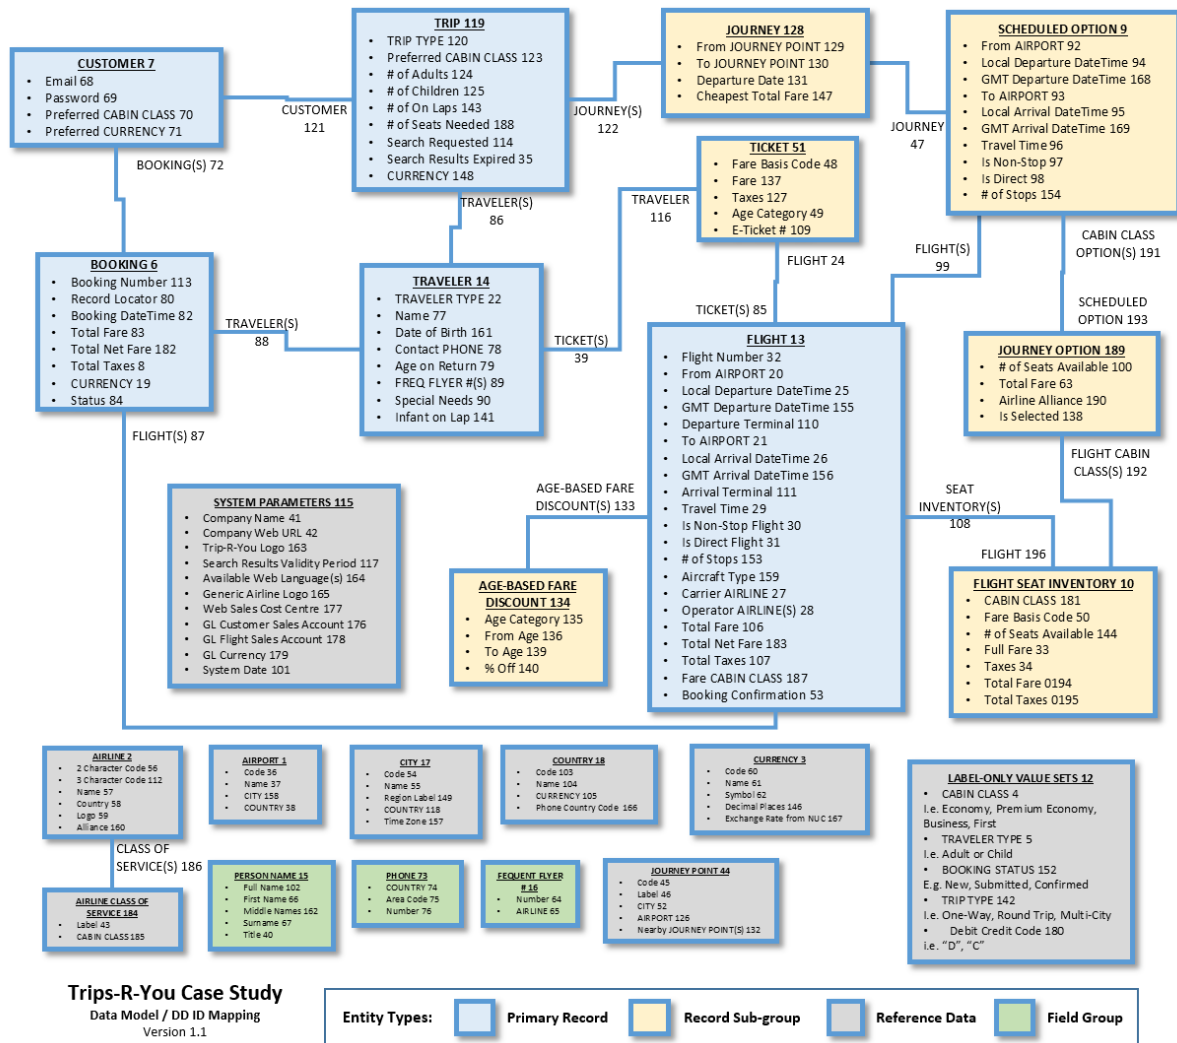 TRIP 119
• TRIP TYPE 120
• Preferred CABIN CLASS 123
• # of Adults 124
• # of Children 125
• # of On Laps 143
• # of Seats Needed 188
• Search Requested 114
• Search Results Expired 35
• CURRENCY 148
JOURNEY 128
• From JOURNEY POINT 129
• To JOURNEY POINT 130
• Departure Date 131
• Cheapest Total Fare 147
SCHEDULED OPTION 9
• From AIRPORT 92
• Local Departure DateTime 94
• GMT Departure DateTime 168
• To AIRPORT 93
• Local Arrival DateTime 95
• GMT Arrival DateTime 169
• Travel Time 96
• Is Non-Stop 97
• Is Direct 98
• # of Stops 154
CUSTOMER 7
• Email 68
• Password 69
• Preferred CABIN CLASS 70
• Preferred CURRENCY 71
CUSTOMER
121
JOURNEY(S)
122
JOURNEY
47
BOOKING(S) 72
TICKET 51
• Fare Basis Code 48
• Fare 137
• Taxes 127
• Age Category 49
• E-Ticket # 109
TRAVELER(S)
86
TRAVELER
116
FLIGHT 24
FLIGHT(S)
99
CABIN CLASS
OPTION(S) 191
BOOKING 6
• Booking Number 113
• Record Locator 80
• Booking DateTime 82
• Total Fare 83
• Total Net Fare 182
• Total Taxes 8
• CURRENCY 19
• Status 84
TRAVELER(S)
88
TRAVELER 14
• TRAVELER TYPE 22
• Name 77
• Date of Birth 161
• Contact PHONE 78
• Age on Return 79
• FREQ FLYER #(S) 89
• Special Needs 90
• Infant on Lap 141
TICKET(S)
39
TICKET(S) 85
SCHEDULED
OPTION 193
FLIGHT 13
• Flight Number 32
• From AIRPORT 20
• Local Departure DateTime 25
• GMT Departure DateTime 155
• Departure Terminal 110
• To AIRPORT 21
• Local Arrival DateTime 26
• GMT Arrival DateTime 156
• Arrival Terminal 111
• Travel Time 29
• Is Non-Stop Flight 30
• Is Direct Flight 31
• # of Stops 153
• Aircraft Type 159
• Carrier AIRLINE 27
• Operator AIRLINE(S) 28
• Total Fare 106
• Total Net Fare 183
• Total Taxes 107
• Fare CABIN CLASS 187
• Booking Confirmation 53
JOURNEY OPTION 189
• # of Seats Available 100
• Total Fare 63
• Airline Alliance 190
• Is Selected 138
FLIGHT(S) 87
FLIGHT CABIN
CLASS(S) 192
SYSTEM PARAMETERS 115
• Company Name 41
• Company Web URL 42
• Trip-R-You Logo 163
• Search Results Validity Period 117
• Available Web Language(s) 164
• Generic Airline Logo 165
• Web Sales Cost Centre 177
• GL Customer Sales Account 176
• GL Flight Sales Account 178
• GL Currency 179
• System Date 101
AGE-BASED FARE
DISCOUNT(S) 133
SEAT
INVENTORY(S)
108
FLIGHT 196
AGE-BASED FARE
DISCOUNT 134
• Age Category 135
• From Age 136
• To Age 139
• % Off 140
FLIGHT SEAT INVENTORY 10
• CABIN CLASS 181
• Fare Basis Code 50
• # of Seats Available 144
• Full Fare 33
• Taxes 34
• Total Fare 0194
• Total Taxes 0195
AIRLINE 2
• 2 Character Code 56
• 3 Character Code 112
• Name 57
• Country 58
• Logo 59
• Alliance 160
AIRPORT 1
• Code 36
• Name 37
• CITY 158
• COUNTRY 38
CITY 17
• Code 54
• Name 55
• Region Label 149
• COUNTRY 118
• Time Zone 157
COUNTRY 18
• Code 103
• Name 104
• CURRENCY 105
• Phone Country Code 166
CURRENCY 3
• Code 60
• Name 61
• Symbol 62
• Decimal Places 146
• Exchange Rate from NUC 167
LABEL-ONLY VALUE SETS 12
• CABIN CLASS 4
I.e. Economy, Premium Economy,
Business, First
• TRAVELER TYPE 5
I.e. Adult or Child
• BOOKING STATUS 152
E.g. New, Submitted, Confirmed
• TRIP TYPE 142
I.e. One-Way, Round Trip, Multi-City
• Debit Credit Code 180
i.e. "D", "C"
CLASS OF
SERVICE(S) 186
AIRLINE CLASS OF
SERVICE 184
• Label 43
• CABIN CLASS 185
PERSON NAME 15
• Full Name 102
• First Name 66
• Middle Names 162
• Surname 67
• Title 40
PHONE 73
• COUNTRY 74
• Area Code 75
• Number 76
FEQUENT FLYER
# 16
• Number 64
• AIRLINE 65
JOURNEY POINT 44
• Code 45
• Label 46
• CITY 52
• AIRPORT 126
• Nearby JOURNEY POINT(S) 132
Trips-R-You Case Study
Data Model / DD ID Mapping
Version 1.1
Entity Types:
Primary Record
Record Sub-group
Reference Data
Field Group